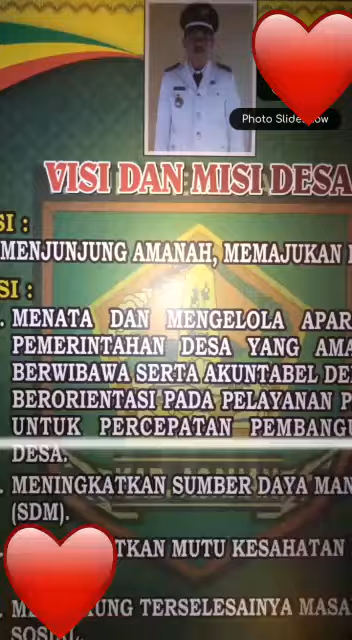 Photo Slideshow
VISI DAN MISI DESA
SI :
MENJUNJUNG AMANAH, MEMAJUKAN
SI :
. MENATA DAN MENGELOLA APAR
PEMERINTAHAN DESA YANG AMA
BERWIBAWA SERTA AKUNTABEL DE
BERORIENTASI PADA PELAYANAN P
UNTUK PERCEPATAN PEMBANGU
DESA.
. MENINGKATKAN SUMBER DAYA MAN
(SDM).
TKAN MUTU KESAHATAN
. ME UNG TERSELESAINYA MASA
SOSIAL